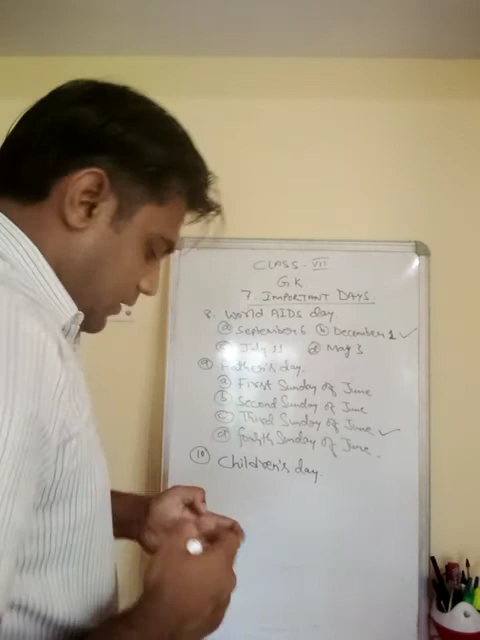 CLASS - VII
G K
7. IMPORTANT DAYS.
8. World AIDS day.
(a) September 6 (b) December 1 ✓
(c) July 11 (d) May 3
(9) Father's day.
(a) First Sunday of June
(b) Second Sunday of June
(c) Third Sunday of June ✓
(d) fourth Sunday of June.
(10) Children's day.